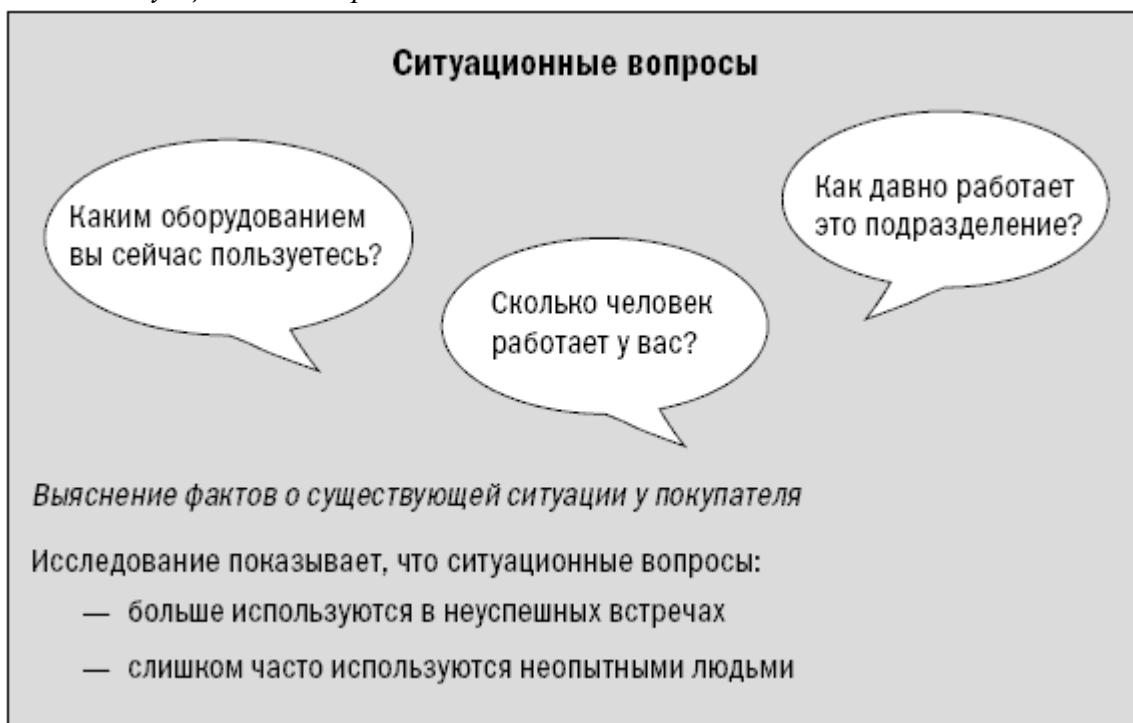 Ситуационные вопросы
Каким оборудованием
вы сейчас пользуетесь?
Сколько человек
работает у вас?
Как давно работает
это подразделение?
Выяснение фактов о существующей ситуации у покупателя
Исследование показывает, что ситуационные вопросы:
— больше используются в неуспешных встречах
— слишком часто используются неопытными людьми